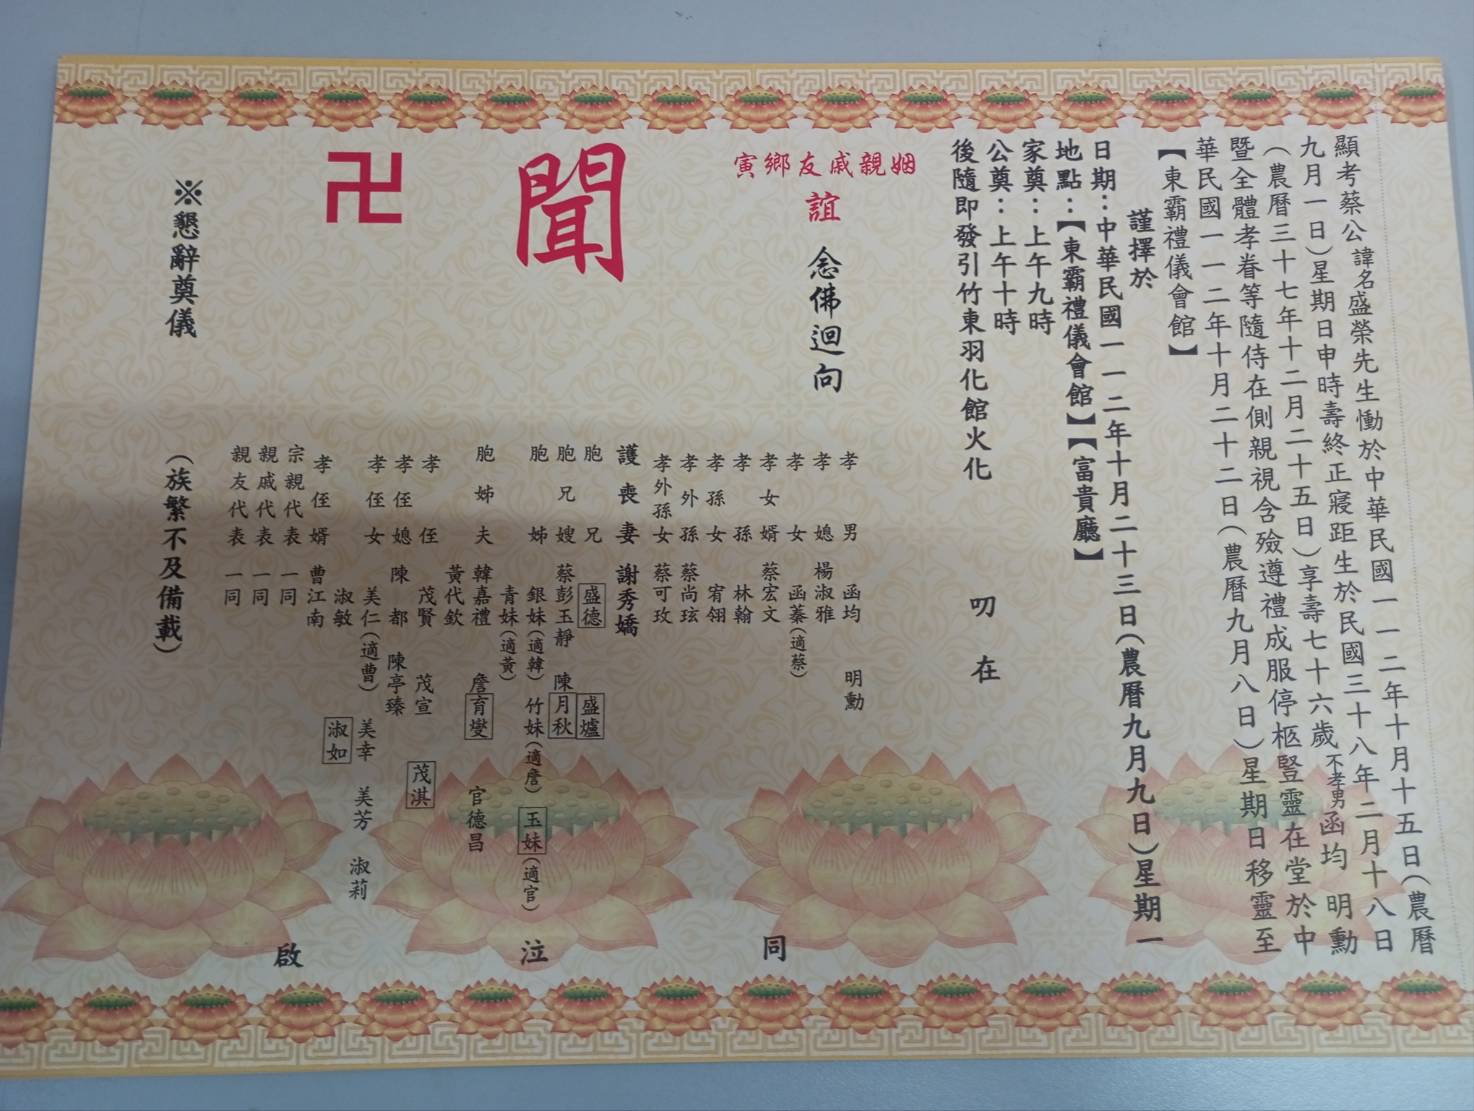 顯考蔡公諱名盛榮先生慟於中華民國一一二年十月十五日(農曆
九月一日)星期日申時壽終正寢距生於民國三十八年二月十八日
(農曆三十七年十二月二十五日)享壽七十六歲不孝男函均 明勳
暨全體孝眷等隨侍在側親視含殮遵禮成服停柩豎靈在堂於中
華民國一一二年十月二十二日(農曆九月八日)星期日移靈至
【東霸禮儀會館】
謹擇於
日期:中華民國一一二年十月二十三日(農曆九月九日)星期一
地點:【東霸禮儀會館】【富貴廳】
家奠:上午九時
公奠:上午十時
後隨即發引竹東羽化館火化
叨在
寅鄉友戚親姻
誼
念佛迴向
聞
卍
※懇辭奠儀
孝男 函均 明勳
孝媳 楊淑雅
孝女 函蓁(適蔡)
孝女婿 蔡宏文
孝孫 林翰
孝孫女 宥翎
孝外孫 蔡尚玹
孝外孫女 蔡可玫
護喪妻 謝秀嬌
胞兄 盛德 盛爐
胞兄嫂 蔡彭玉靜 陳月秋
胞姊 銀妹(適韓) 竹妹(適詹) 玉妹(適官)
青妹(適黃)
胞姊夫 韓嘉禮 詹育燮 官德昌
黃代欽
孝侄 茂賢 茂宣 茂淇
孝侄媳 陳都 陳亭臻
孝侄女 美仁(適曹) 美幸 美芳 淑莉
淑敏 淑如
孝侄婿 曹江南
宗親代表 一同
親戚代表 一同
親友代表 一同
同泣啟
(族繁不及備載)